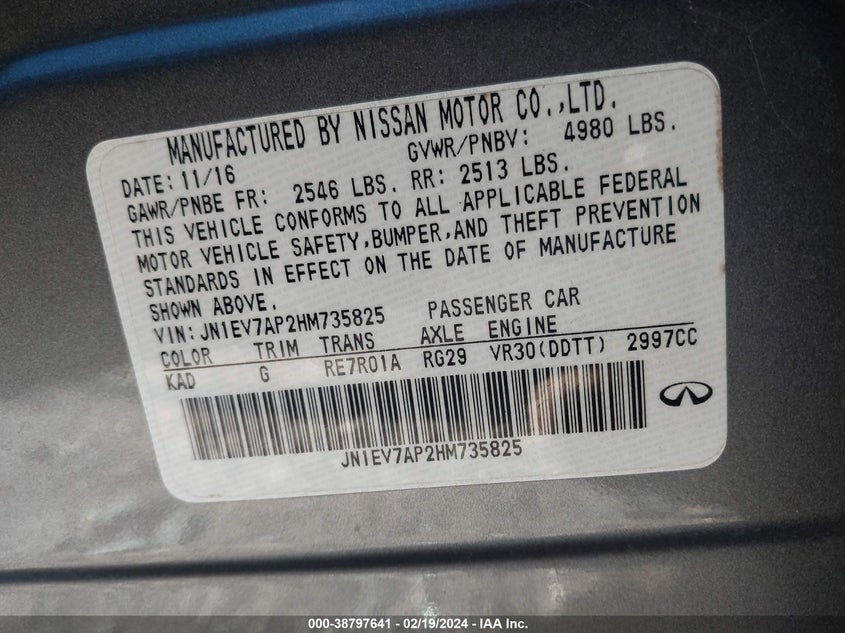 MANUFACTURED BY NISSAN MOTOR CO.,LTD.
DATE: 11/16 GVWR/PNBV: 4980 LBS.
GAWR/PNBE FR: 2546 LBS. RR: 2513 LBS.
THIS VEHICLE CONFORMS TO ALL APPLICABLE FEDERAL
MOTOR VEHICLE SAFETY,BUMPER,AND THEFT PREVENTION
STANDARDS IN EFFECT ON THE DATE OF MANUFACTURE
SHOWN ABOVE.
VIN: JN1EV7AP2HM735825 PASSENGER CAR
COLOR TRIM TRANS AXLE ENGINE
KAD G RE7R01A RG29 VR30(DDTT) 2997CC
JN1EV7AP2HM735825
000-38797641 - 02/19/2024 - IAA Inc.